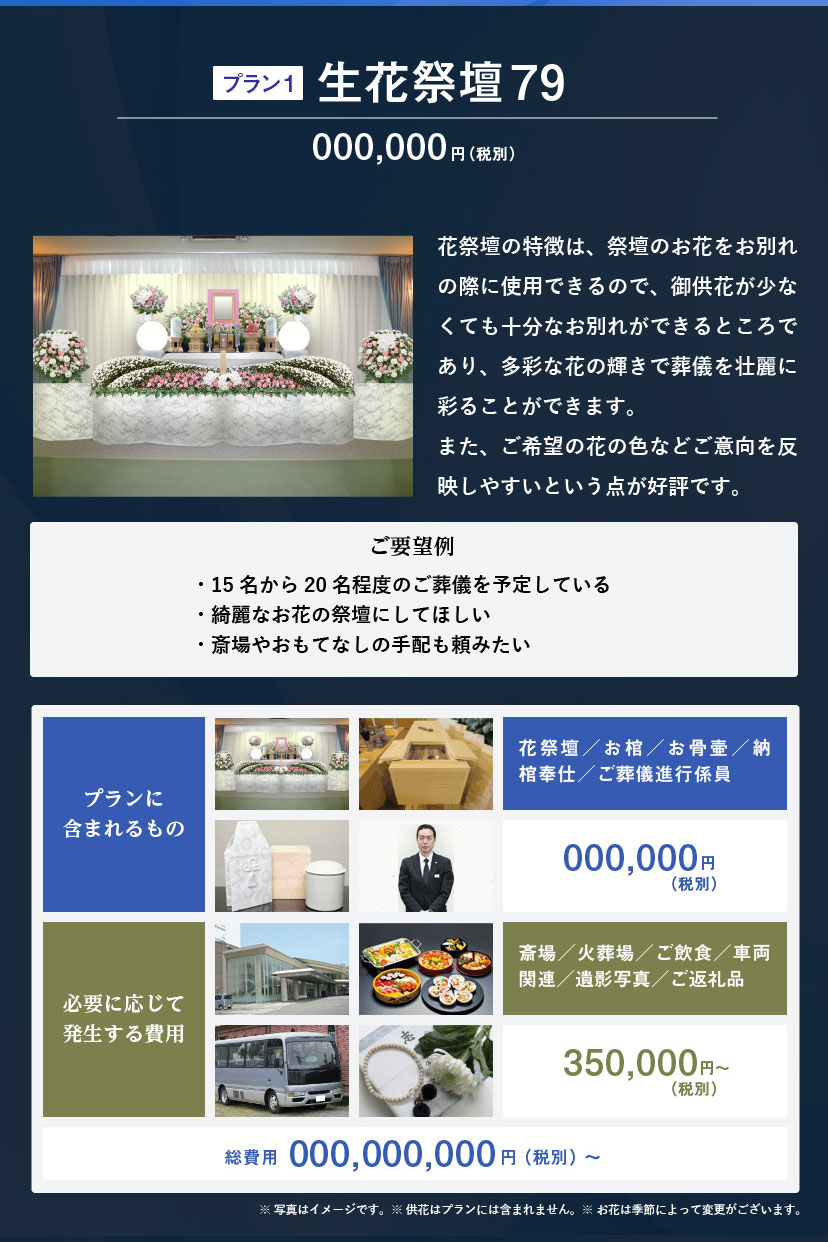 プラン1 生花祭壇79
000,000円（税別）
花祭壇の特徴は、祭壇のお花をお別れ
の際に使用できるので、御供花が少な
くても十分なお別れができるところで
あり、多彩な花の輝きで葬儀を壮麗に
彩ることができます。
また、ご希望の花の色などご意向を反
映しやすいという点が好評です。
ご要望例
・15名から20名程度のご葬儀を予定している
・綺麗なお花の祭壇にしてほしい
・斎場やおもてなしの手配も頼みたい
プランに
含まれるもの
花祭壇／お棺／お骨壷／納
棺奉仕／ご葬儀進行係員
000,000円
（税別）
必要に応じて
発生する費用
斎場／火葬場／ご飲食／車両
関連／遺影写真／ご返礼品
350,000円～
（税別）
総費用 000,000,000円（税別）～
※写真はイメージです。※供花はプランには含まれません。※お花は季節によって変更がございます。